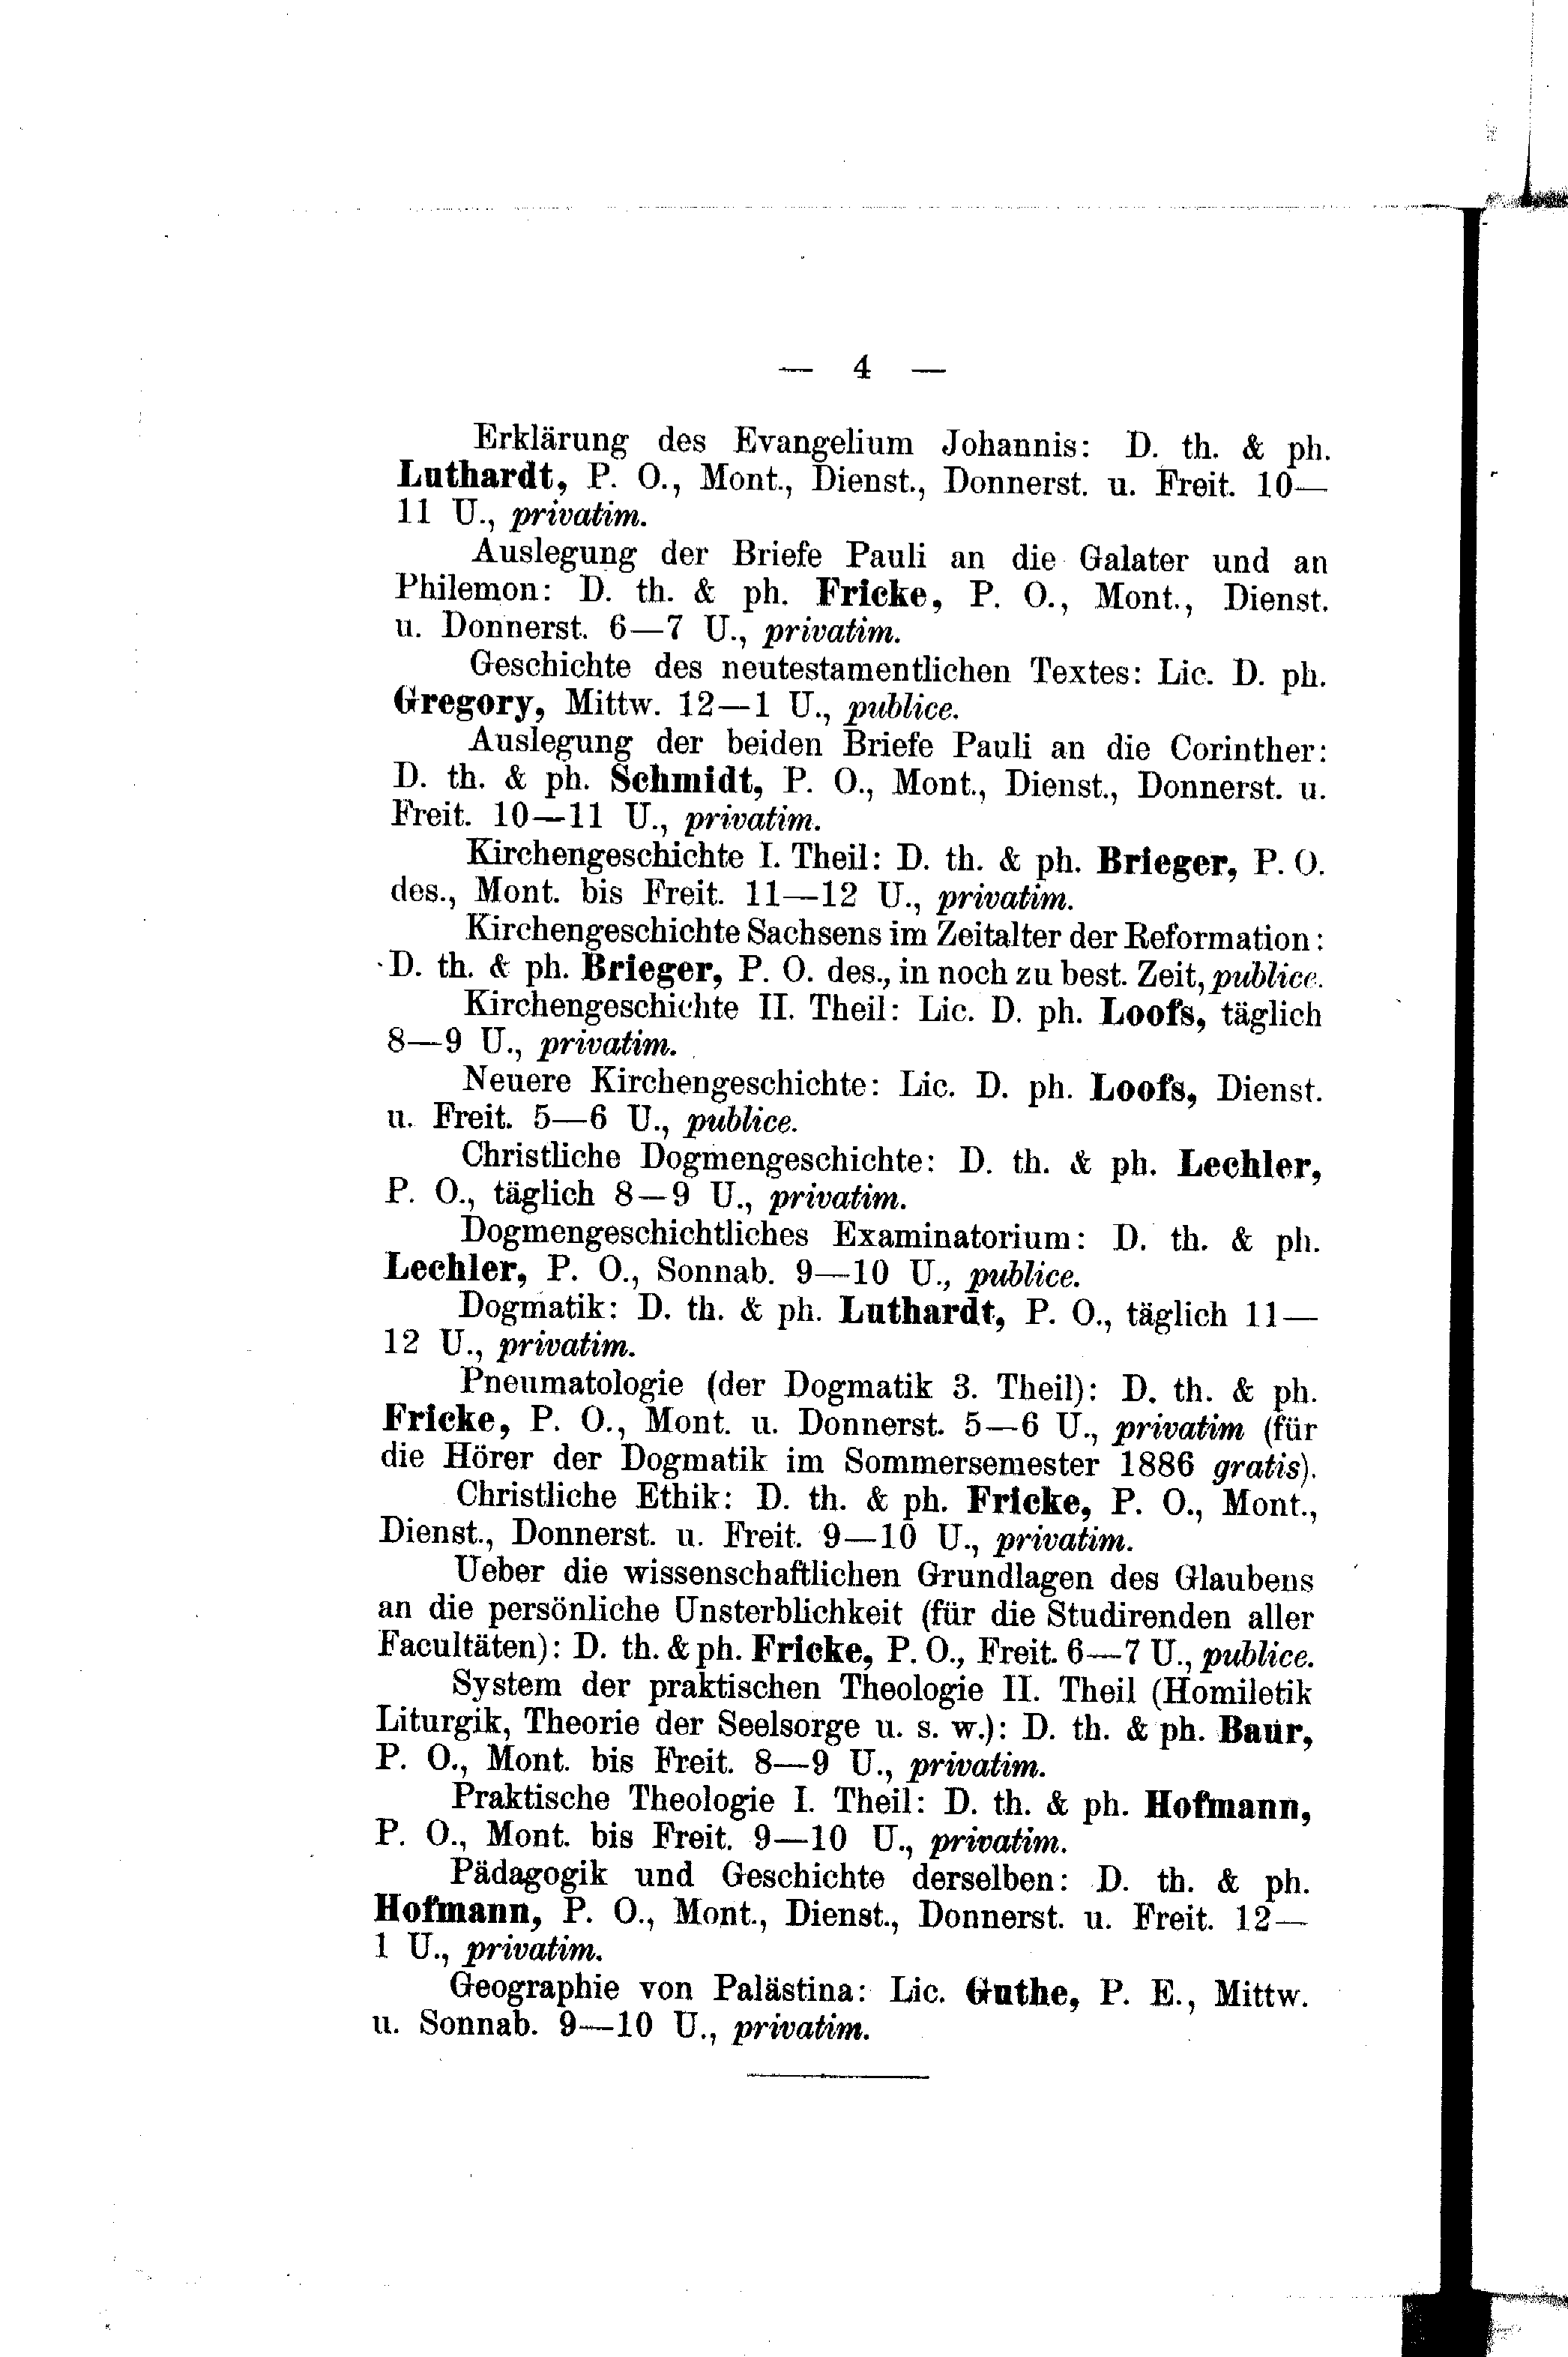 — 4 —
Erklärung des Evangelium Johannis: D. th. & ph.
Luthardt, P. O., Mont., Dienst., Donnerst. u. Freit. 10—
11 U., privatim.
Auslegung der Briefe Pauli an die Galater und an
Philemon: D. th. & ph. Fricke, P. O., Mont., Dienst.
u. Donnerst. 6—7 U., privatim.
Geschichte des neutestamentlichen Textes: Lic. D. ph.
Gregory, Mittw. 12—1 U., publice.
Auslegung der beiden Briefe Pauli an die Corinther:
D. th. & ph. Schmidt, P. O., Mont., Dienst., Donnerst. u.
Freit. 10—11 U., privatim.
Kirchengeschichte I. Theil: D. th. & ph. Brieger, P. O.
des., Mont. bis Freit. 11—12 U., privatim.
Kirchengeschichte Sachsens im Zeitalter der Reformation:
D. th. & ph. Brieger, P. O. des., in noch zu best. Zeit, publice.
Kirchengeschichte II. Theil: Lic. D. ph. Loofs, täglich
8—9 U., privatim.
Neuere Kirchengeschichte: Lic. D. ph. Loofs, Dienst.
u. Freit. 5—6 U., publice.
Christliche Dogmengeschichte: D. th. & ph. Lechler,
P. O., täglich 8—9 U., privatim.
Dogmengeschichtliches Examinatorium: D. th. & ph.
Lechler, P. O., Sonnab. 9—10 U., publice.
Dogmatik: D. th. & ph. Luthardt, P. O., täglich 11—
12 U., privatim.
Pneumatologie (der Dogmatik 3. Theil): D. th. & ph.
Fricke, P. O., Mont. u. Donnerst. 5—6 U., privatim (für
die Hörer der Dogmatik im Sommersemester 1886 gratis).
Christliche Ethik: D. th. & ph. Fricke, P. O., Mont.,
Dienst., Donnerst. u. Freit. 9—10 U., privatim.
Ueber die wissenschaftlichen Grundlagen des Glaubens
an die persönliche Unsterblichkeit (für die Studirenden aller
Facultäten): D. th. & ph. Fricke, P. O., Freit. 6—7 U., publice.
System der praktischen Theologie II. Theil (Homiletik
Liturgik, Theorie der Seelsorge u. s. w.): D. th. & ph. Baur,
P. O., Mont. bis Freit. 8—9 U., privatim.
Praktische Theologie I. Theil: D. th. & ph. Hofmann,
P. O., Mont. bis Freit. 9—10 U., privatim.
Pädagogik und Geschichte derselben: D. th. & ph.
Hofmann, P. O., Mont., Dienst., Donnerst. u. Freit. 12—
1 U., privatim.
Geographie von Palästina: Lic. Guthe, P. E., Mittw.
u. Sonnab. 9—10 U., privatim.